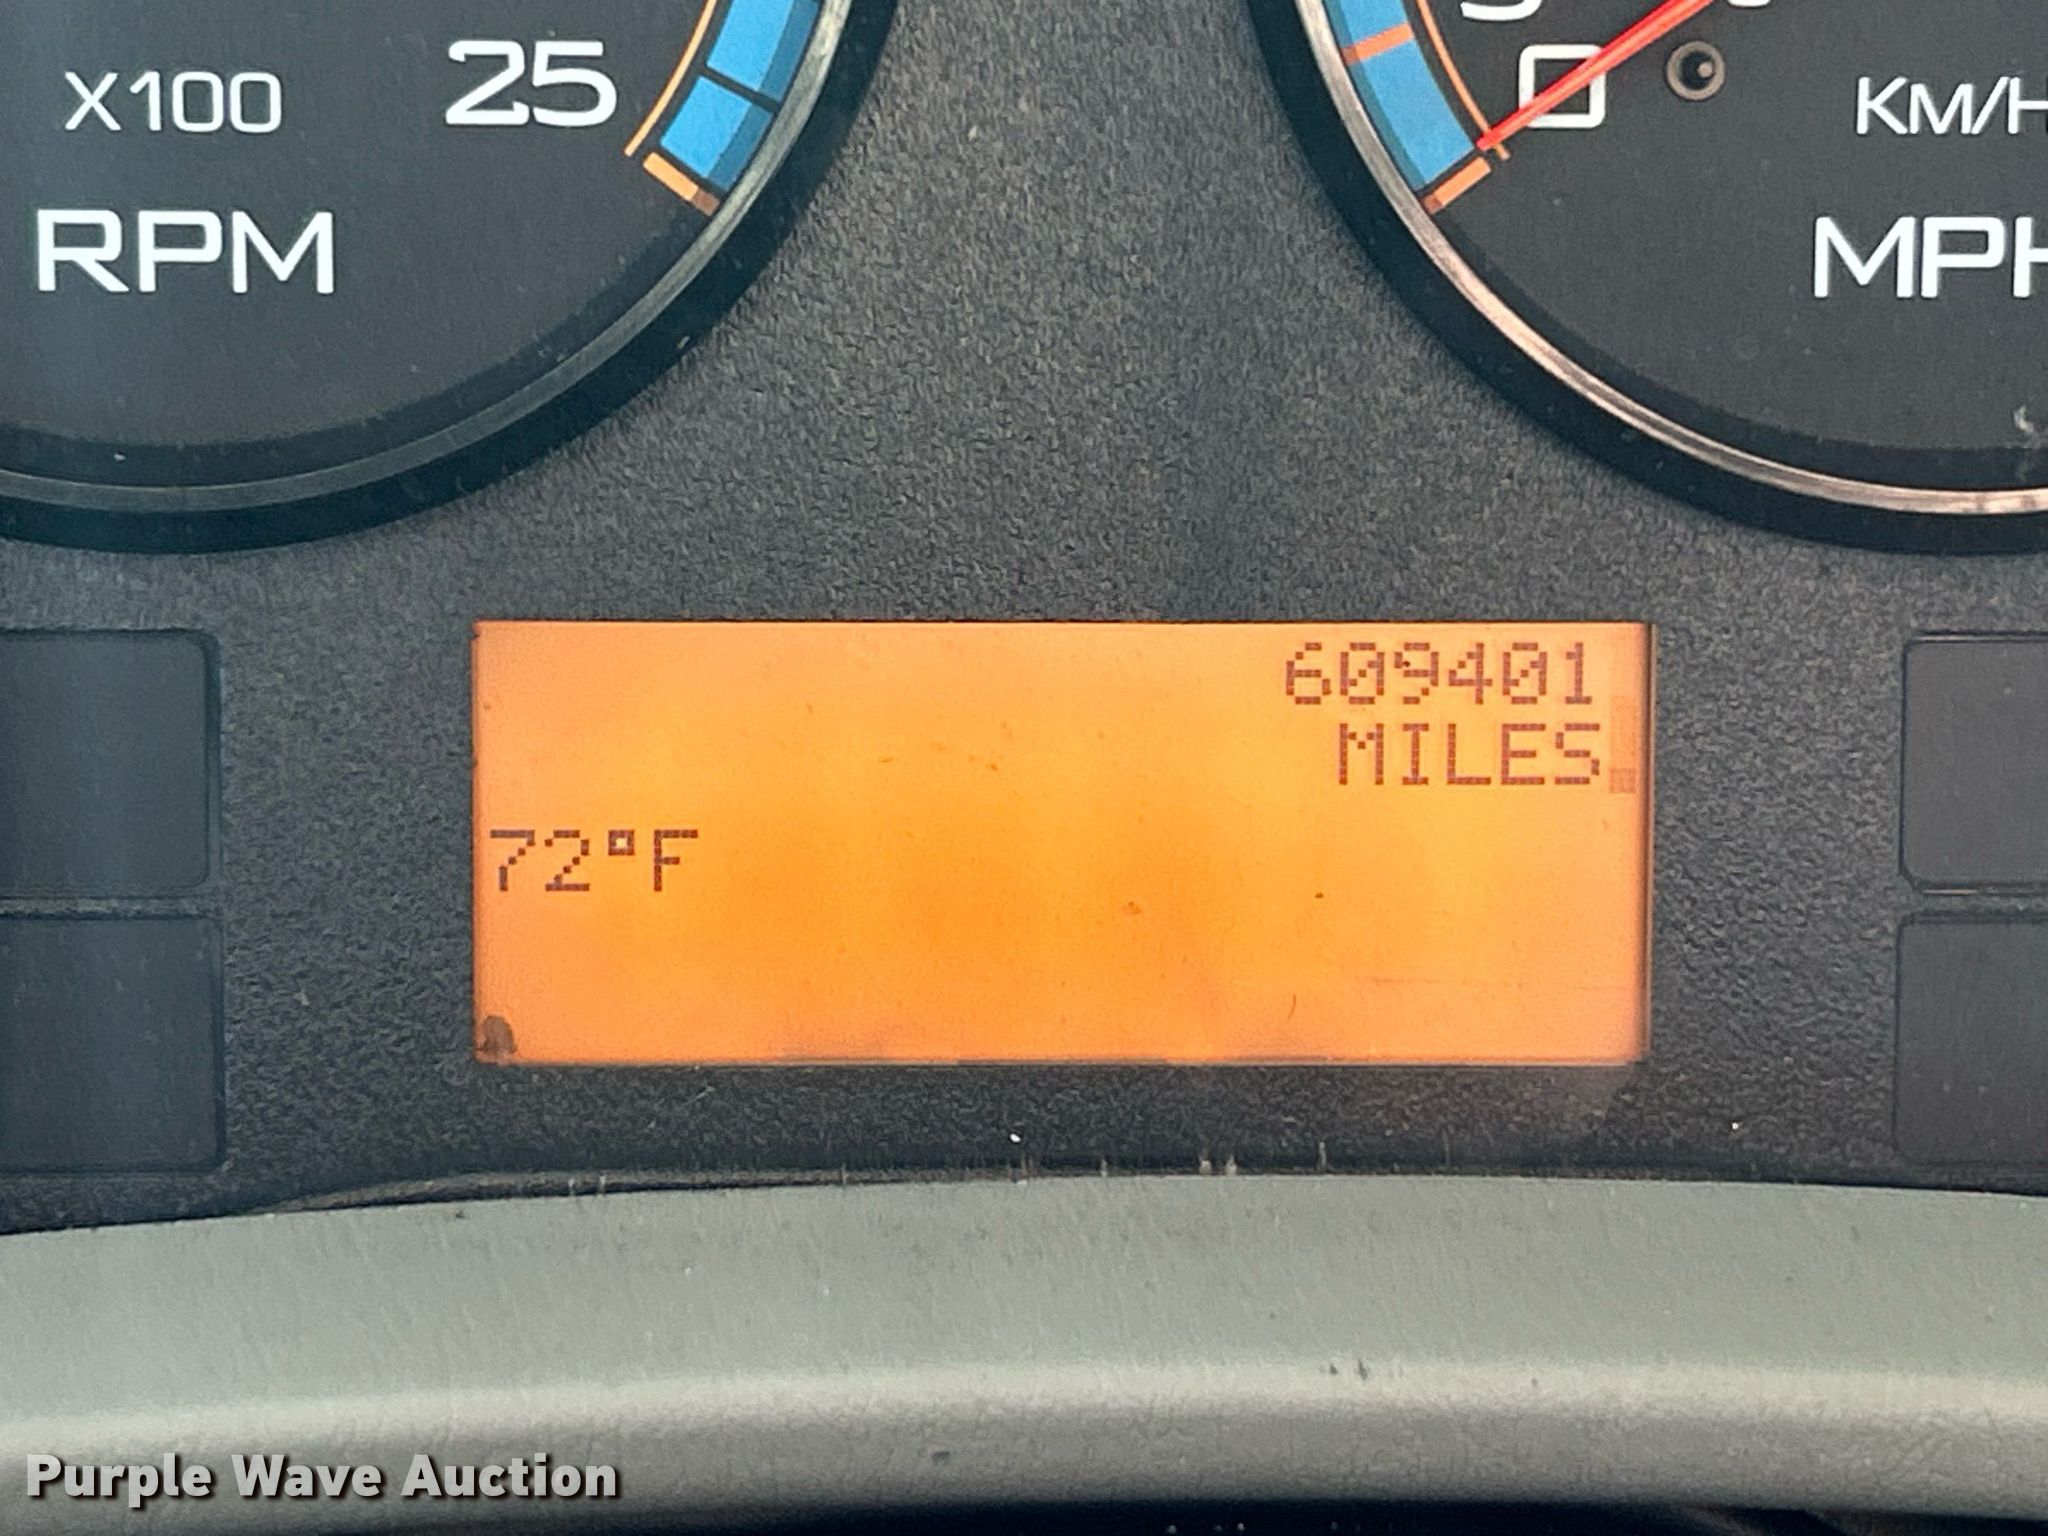 X100
25
RPM
0
KM/H
MPH
609401
MILES
72°F
Purple Wave Auction